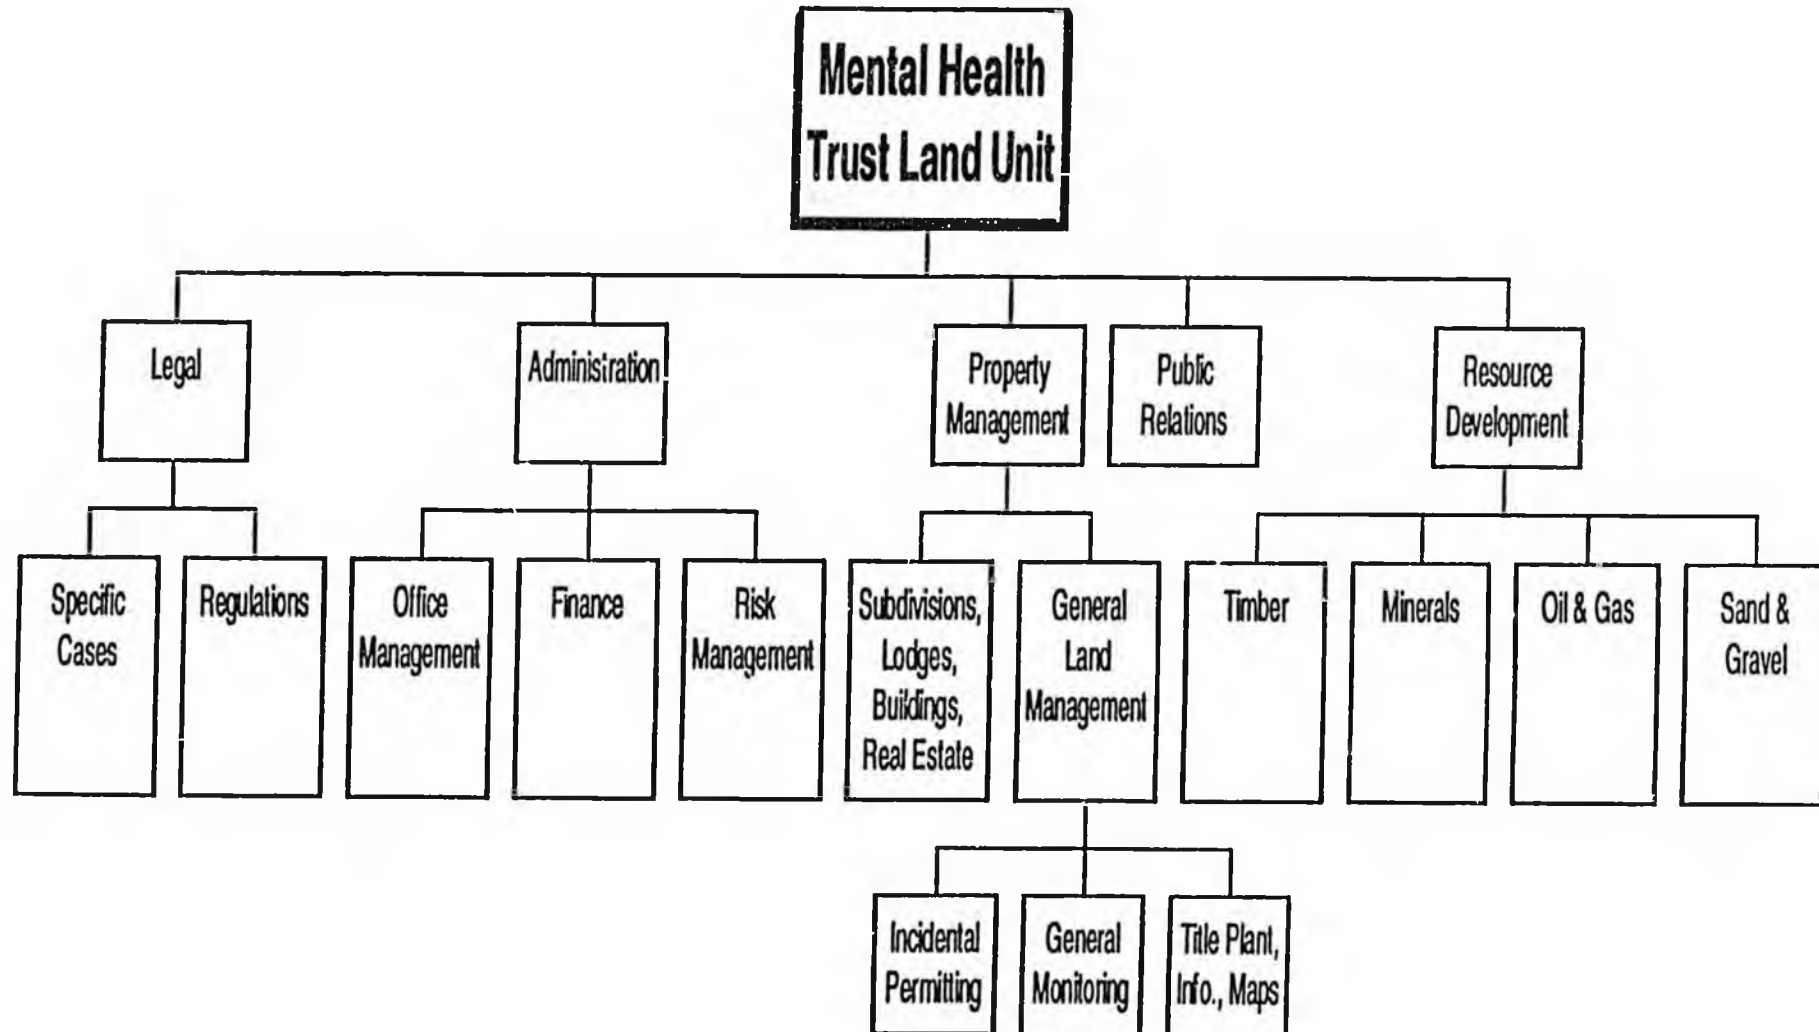 Mental Health
Trust Land Unit
Legal
Administration
Property
Management
Public
Relations
Resource
Development
Specific
Cases
Regulations
Office
Management
Finance
Risk
Management
Subdivisions,
Lodges,
Buildings,
Real Estate
General
Land
Management
Timber
Minerals
Oil & Gas
Sand &
Gravel
Incidental
Permitting
General
Monitoring
Title Plant,
Info., Maps